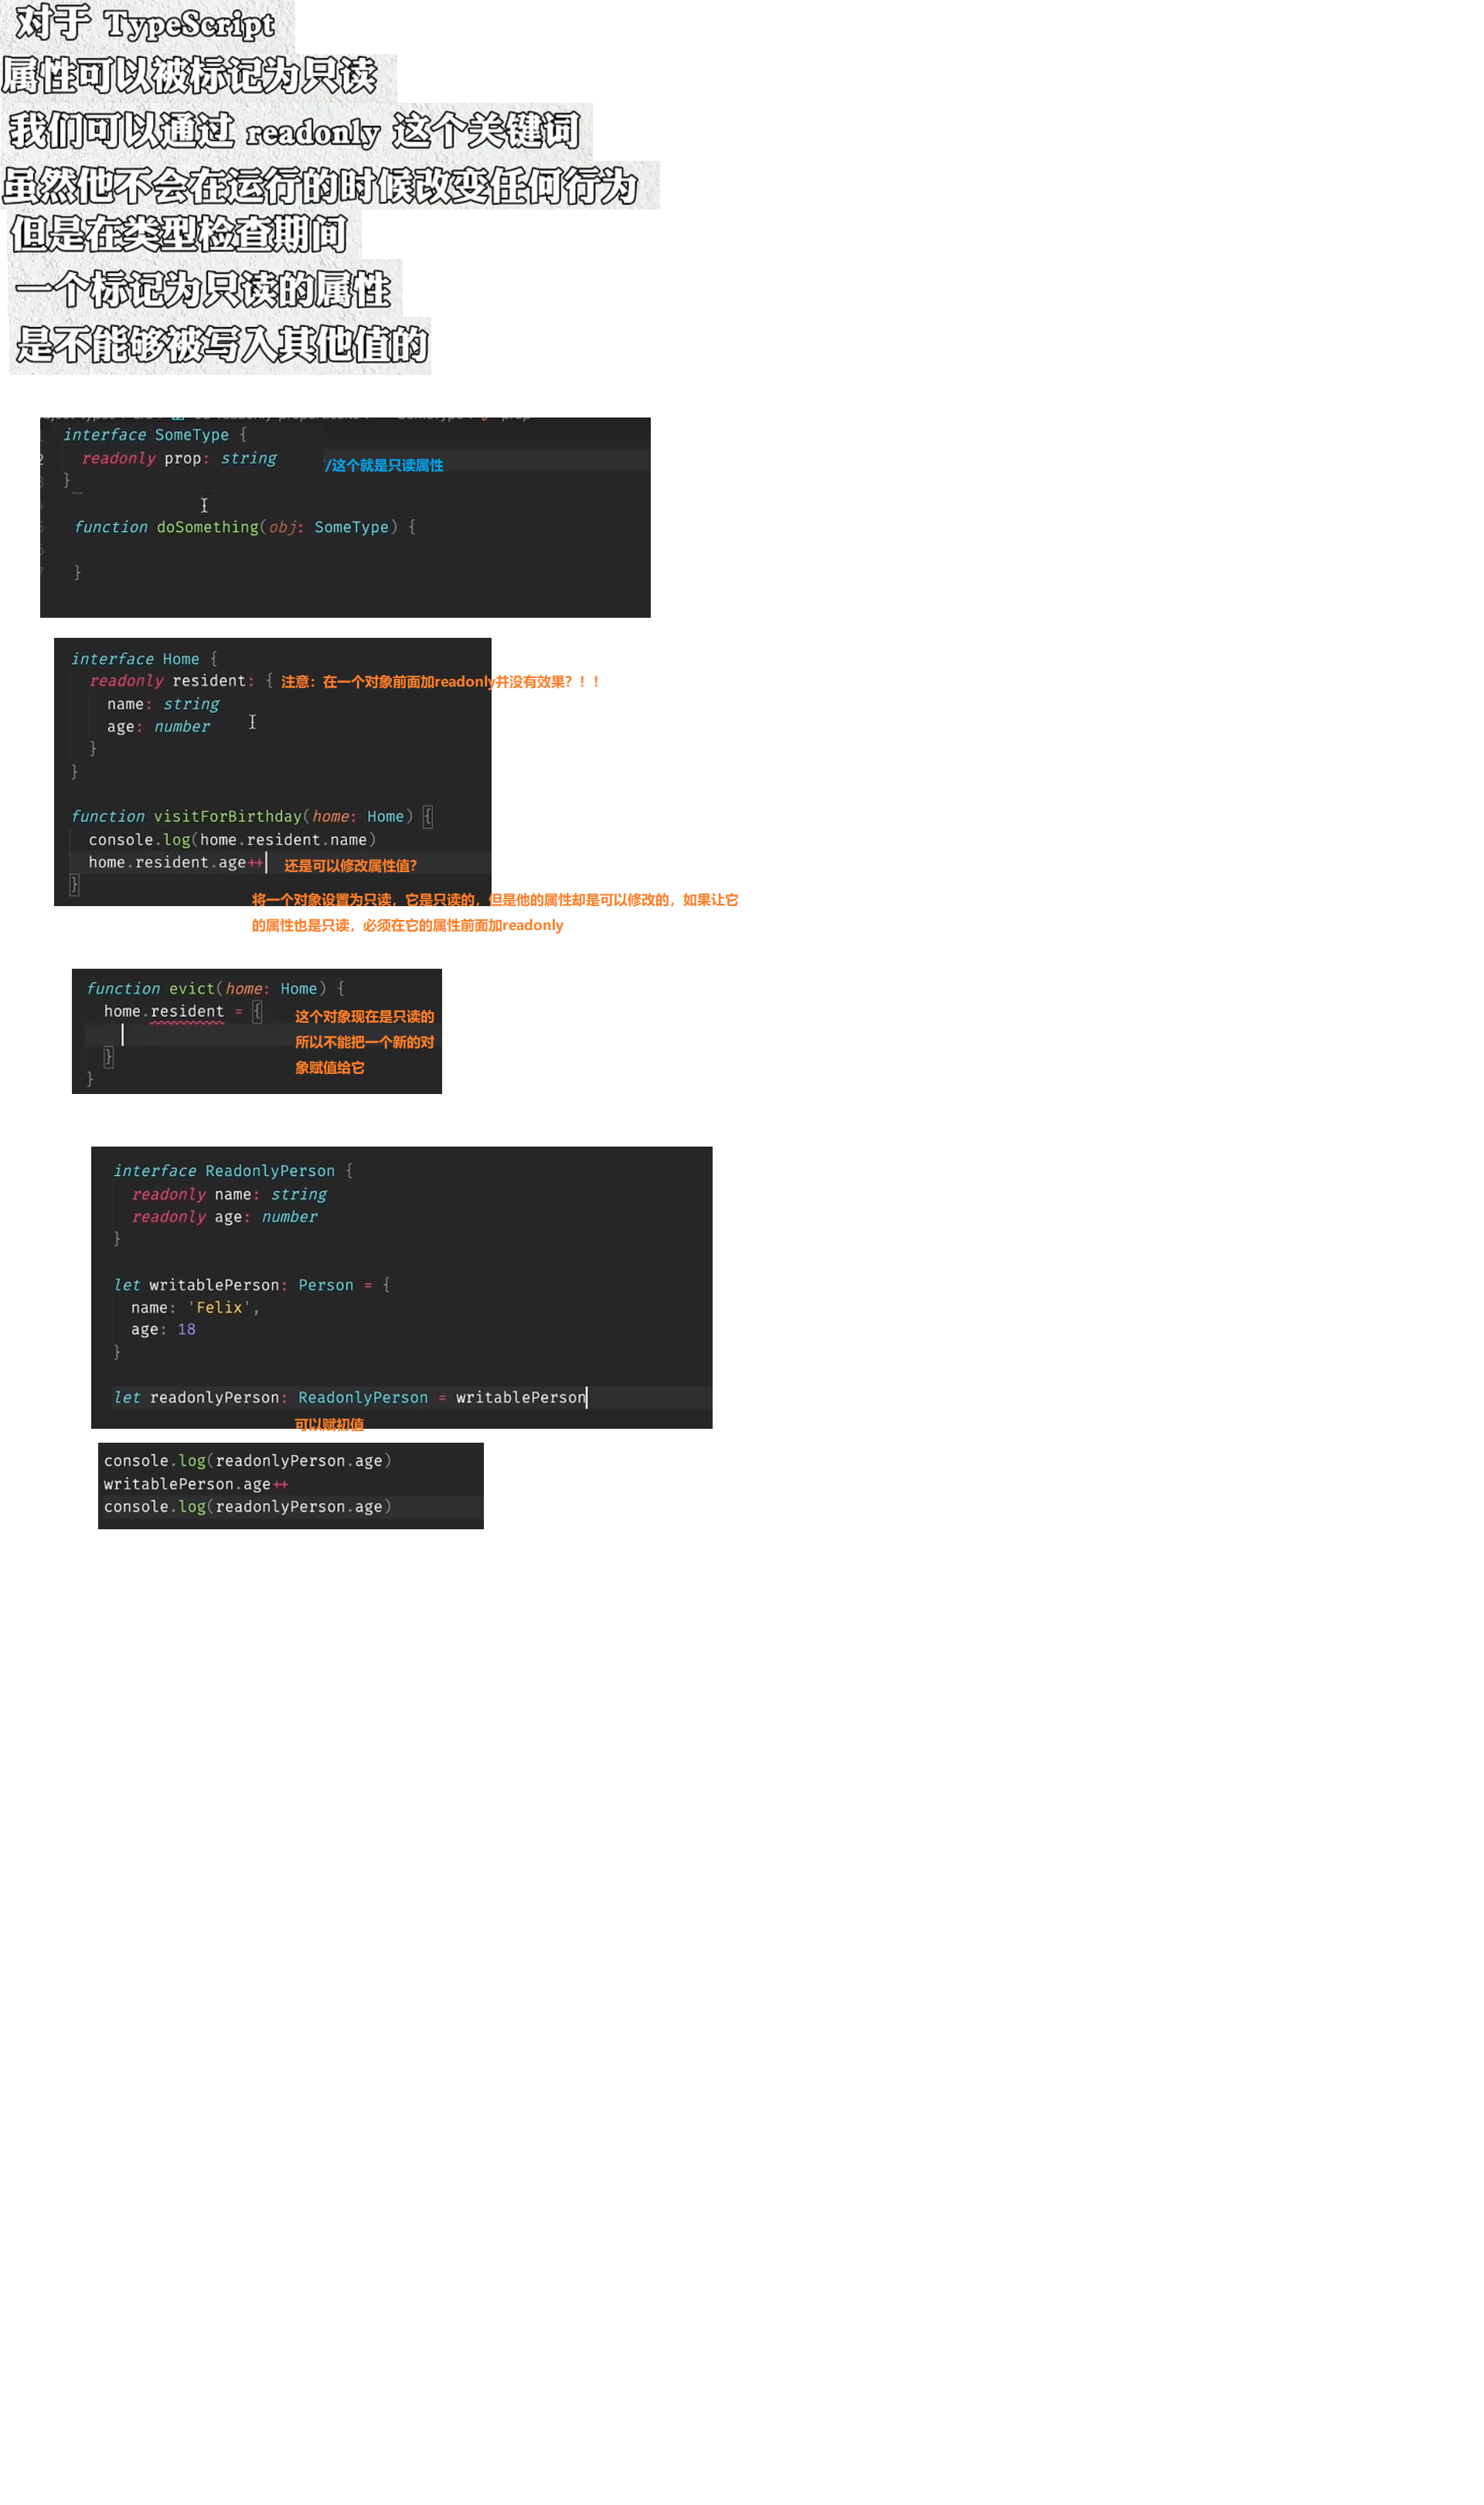 对于 TypeScript
属性可以被标记为只读
我们可以通过 readonly 这个关键词
虽然他不会在运行的时候改变任何行为
但是在类型检查期间
一个标记为只读的属性
是不能够被写入其他值的
interface SomeType {
2 readonly prop: string //这个就是只读属性
}
function doSomething(obj: SomeType) {
}
interface Home {
readonly resident: { 注意：在一个对象前面加readonly并没有效果？！！
name: string
age: number
}
}
function visitForBirthday(home: Home) {
console.log(home.resident.name)
home.resident.age++ 还是可以修改属性值?
}
将一个对象设置为只读，它是只读的，但是他的属性却是可以修改的，如果让它
的属性也是只读，必须在它的属性前面加readonly
function evict(home: Home) {
home.resident = { 这个对象现在是只读的
所以不能把一个新的对
} 象赋值给它
}
interface ReadonlyPerson {
readonly name: string
readonly age: number
}
let writablePerson: Person = {
name: 'Felix',
age: 18
}
let readonlyPerson: ReadonlyPerson = writablePerson
可以赋初值
console.log(readonlyPerson.age)
writablePerson.age++
console.log(readonlyPerson.age)